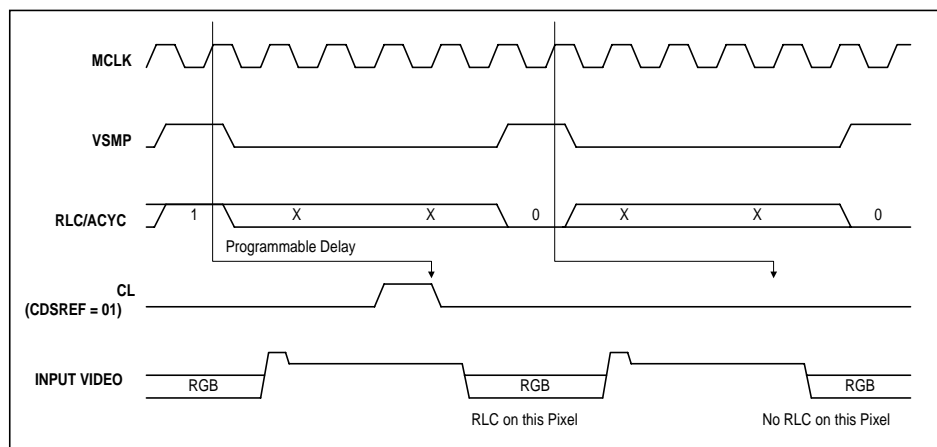 MCLK
VSMP
RLC/ACYC
1 X X 0 X X 0
Programmable Delay
CL
(CDSREF = 01)
INPUT VIDEO
RGB RGB RGB
RLC on this Pixel No RLC on this Pixel